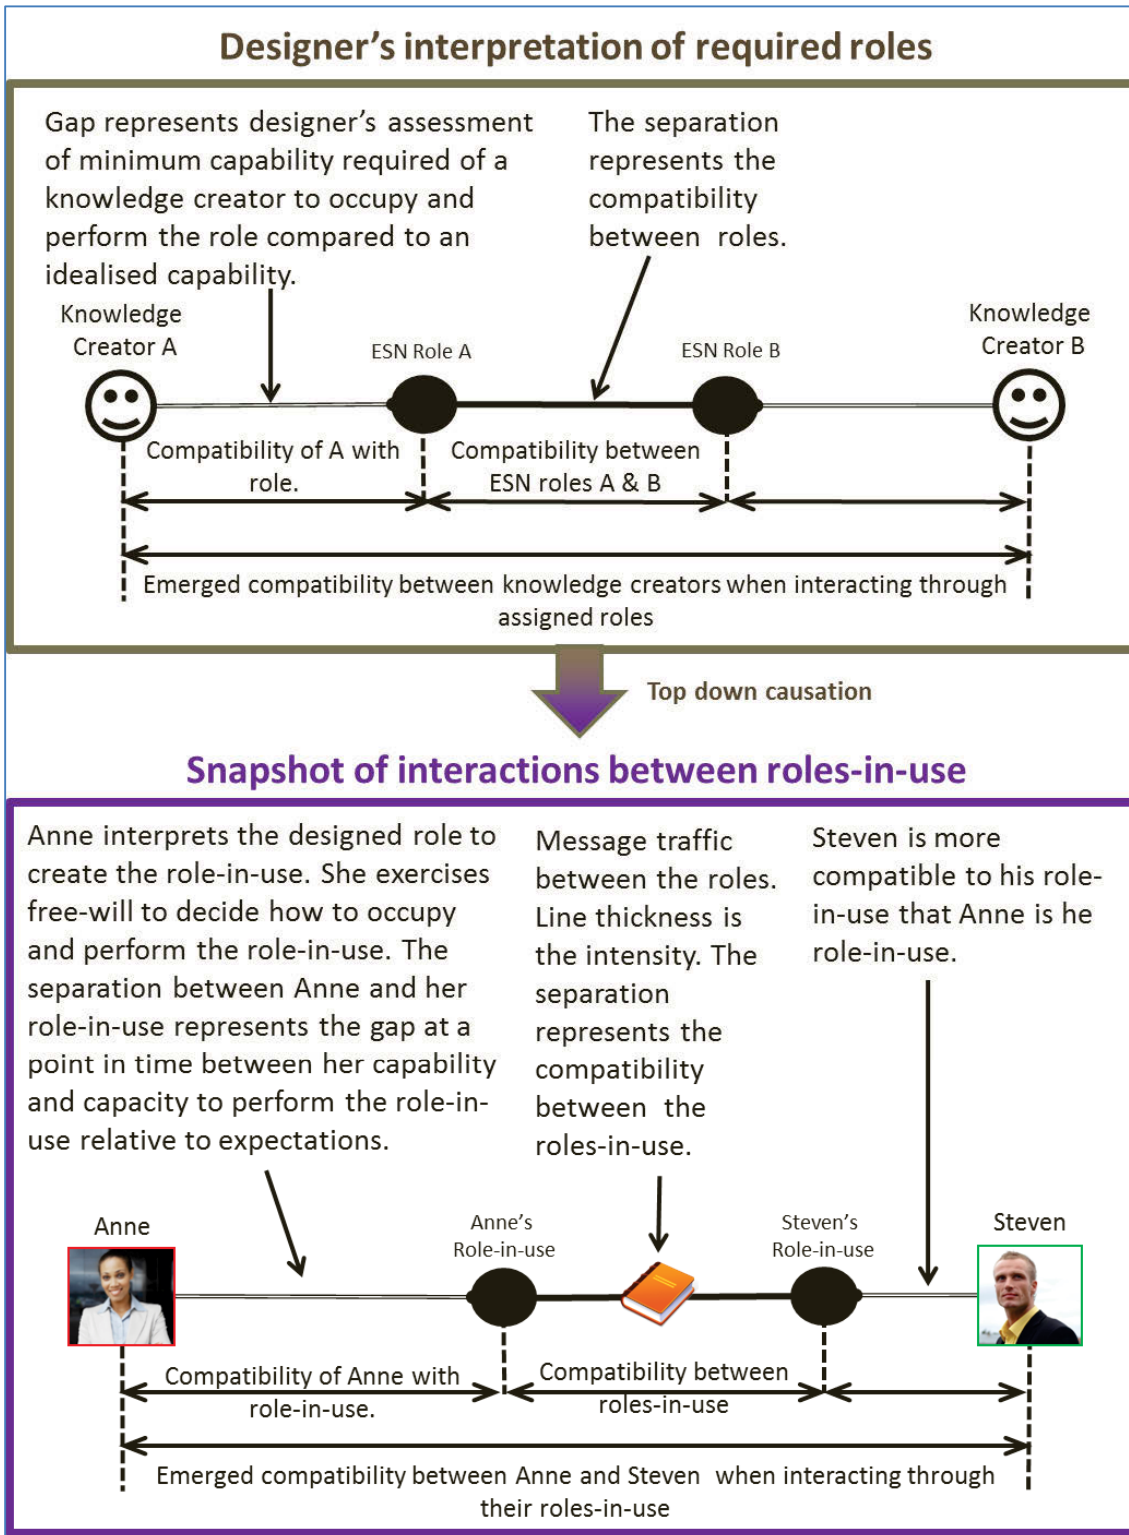 Designer’s interpretation of required roles
Gap represents designer’s assessment
of minimum capability required of a
knowledge creator to occupy and
perform the role compared to an
idealised capability.
The separation
represents the
compatibility
between roles.
Knowledge
Creator A
ESN Role A
ESN Role B
Knowledge
Creator B
Compatibility of A with
role.
Compatibility between
ESN roles A & B
Emerged compatibility between knowledge creators when interacting through
assigned roles
Top down causation
Snapshot of interactions between roles-in-use
Anne interprets the designed role to
create the role-in-use. She exercises
free-will to decide how to occupy
and perform the role-in-use. The
separation between Anne and her
role-in-use represents the gap at a
point in time between her capability
and capacity to perform the role-in-
use relative to expectations.
Message traffic
between the roles.
Line thickness is
the intensity. The
separation
represents the
compatibility
between the
roles-in-use.
Steven is more
compatible to his role-
in-use that Anne is he
role-in-use.
Anne
Anne’s
Role-in-use
Steven’s
Role-in-use
Steven
Compatibility of Anne with
role-in-use.
Compatibility between
roles-in-use
Emerged compatibility between Anne and Steven when interacting through
their roles-in-use